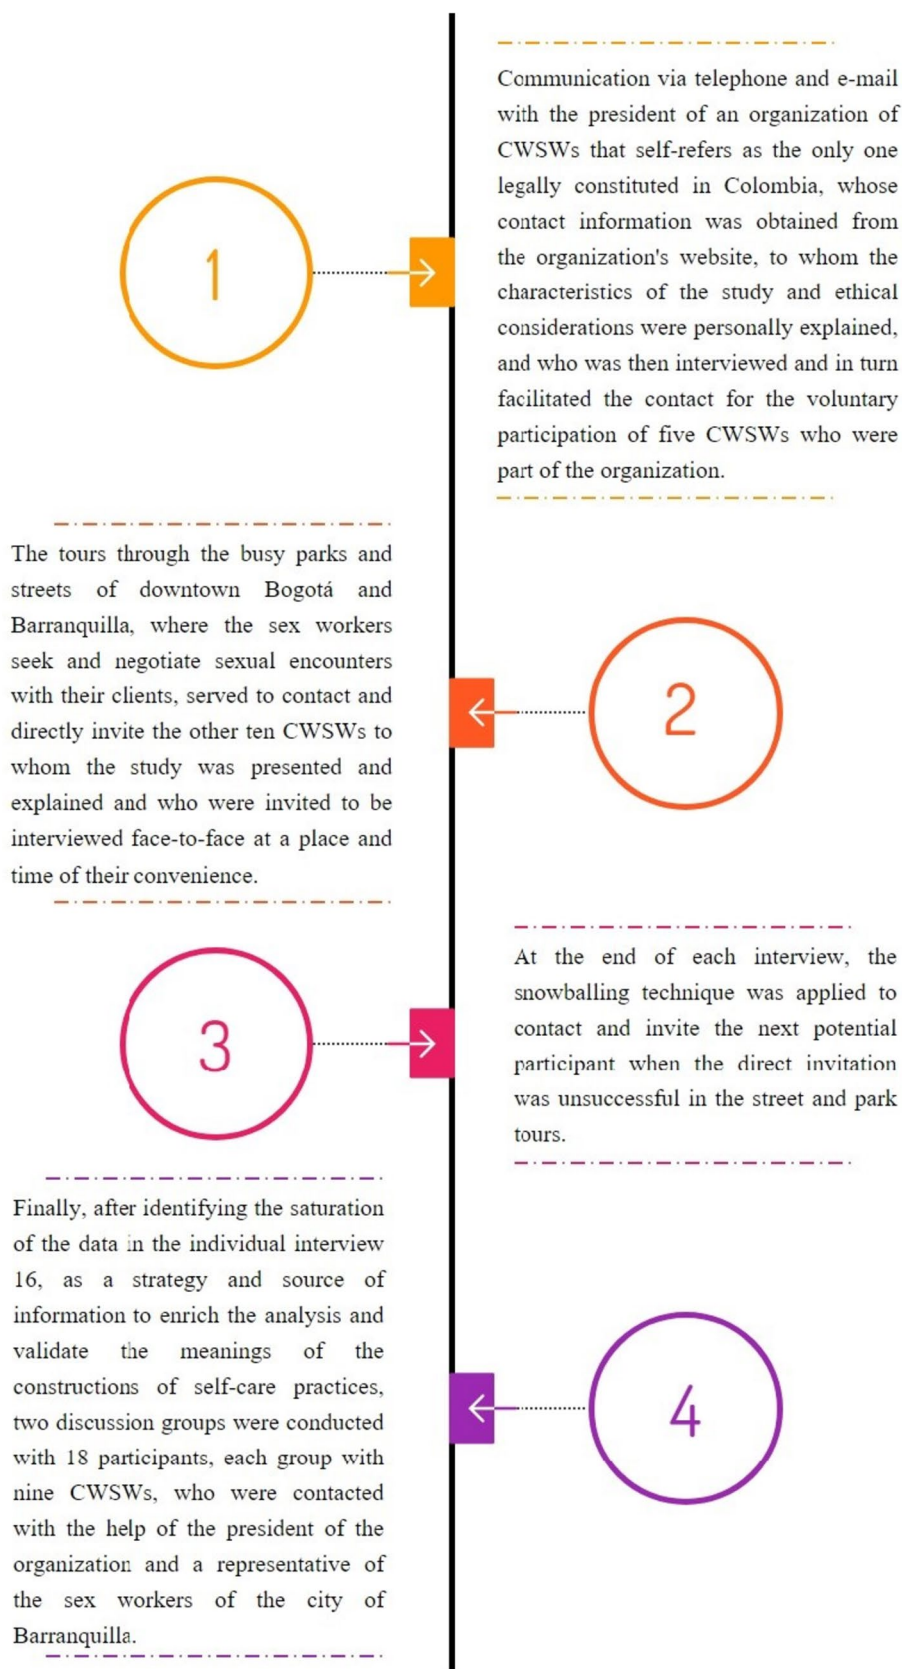 1
Communication via telephone and e-mail
with the president of an organization of
CWSWs that self-refers as the only one
legally constituted in Colombia, whose
contact information was obtained from
the organization's website, to whom the
characteristics of the study and ethical
considerations were personally explained,
and who was then interviewed and in turn
facilitated the contact for the voluntary
participation of five CWSWs who were
part of the organization.
2
The tours through the busy parks and
streets of downtown Bogotá and
Barranquilla, where the sex workers
seek and negotiate sexual encounters
with their clients, served to contact and
directly invite the other ten CWSWs to
whom the study was presented and
explained and who were invited to be
interviewed face-to-face at a place and
time of their convenience.
3
At the end of each interview, the
snowballing technique was applied to
contact and invite the next potential
participant when the direct invitation
was unsuccessful in the street and park
tours.
4
Finally, after identifying the saturation
of the data in the individual interview
16, as a strategy and source of
information to enrich the analysis and
validate the meanings of the
constructions of self-care practices,
two discussion groups were conducted
with 18 participants, each group with
nine CWSWs, who were contacted
with the help of the president of the
organization and a representative of
the sex workers of the city of
Barranquilla.